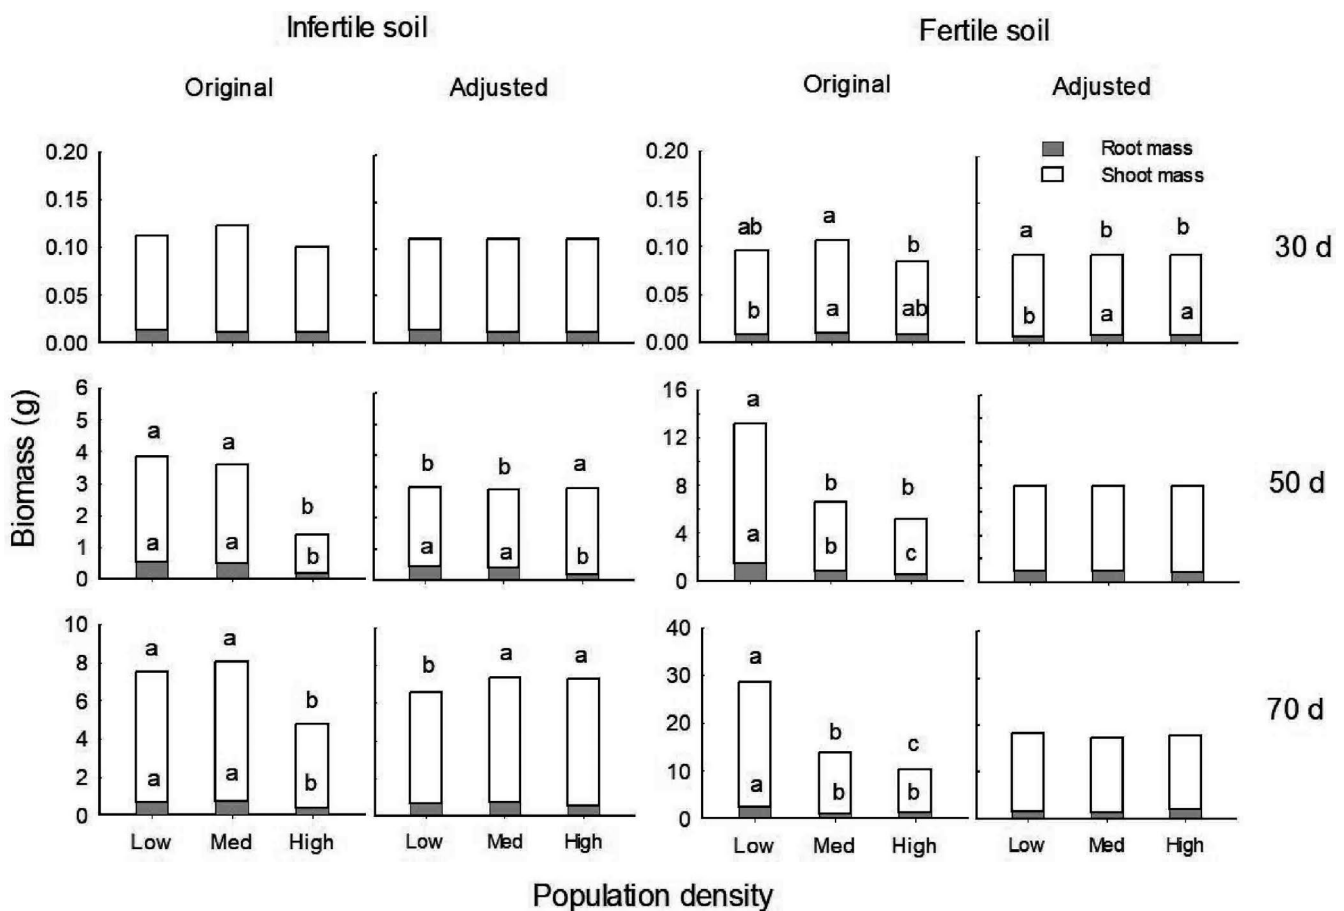 Infertile soil Fertile soil
Original Adjusted Original Adjusted
Root mass
Shoot mass
0.20 0.20
0.15 0.15
0.10 0.10
0.05 0.05
0.00 0.00
ab a b a b b
b a ab b a a
30 d
Biomass (g)
6 16
5 12
4 8
3 4
2 0
1
0
a a b b b a a b b
a a b a a b a b c
50 d
10 40
8 30
6 20
4 10
2 0
0
a a b b a a a b c
a a b a b b
70 d
Low Med High Low Med High Low Med High Low Med High
Population density